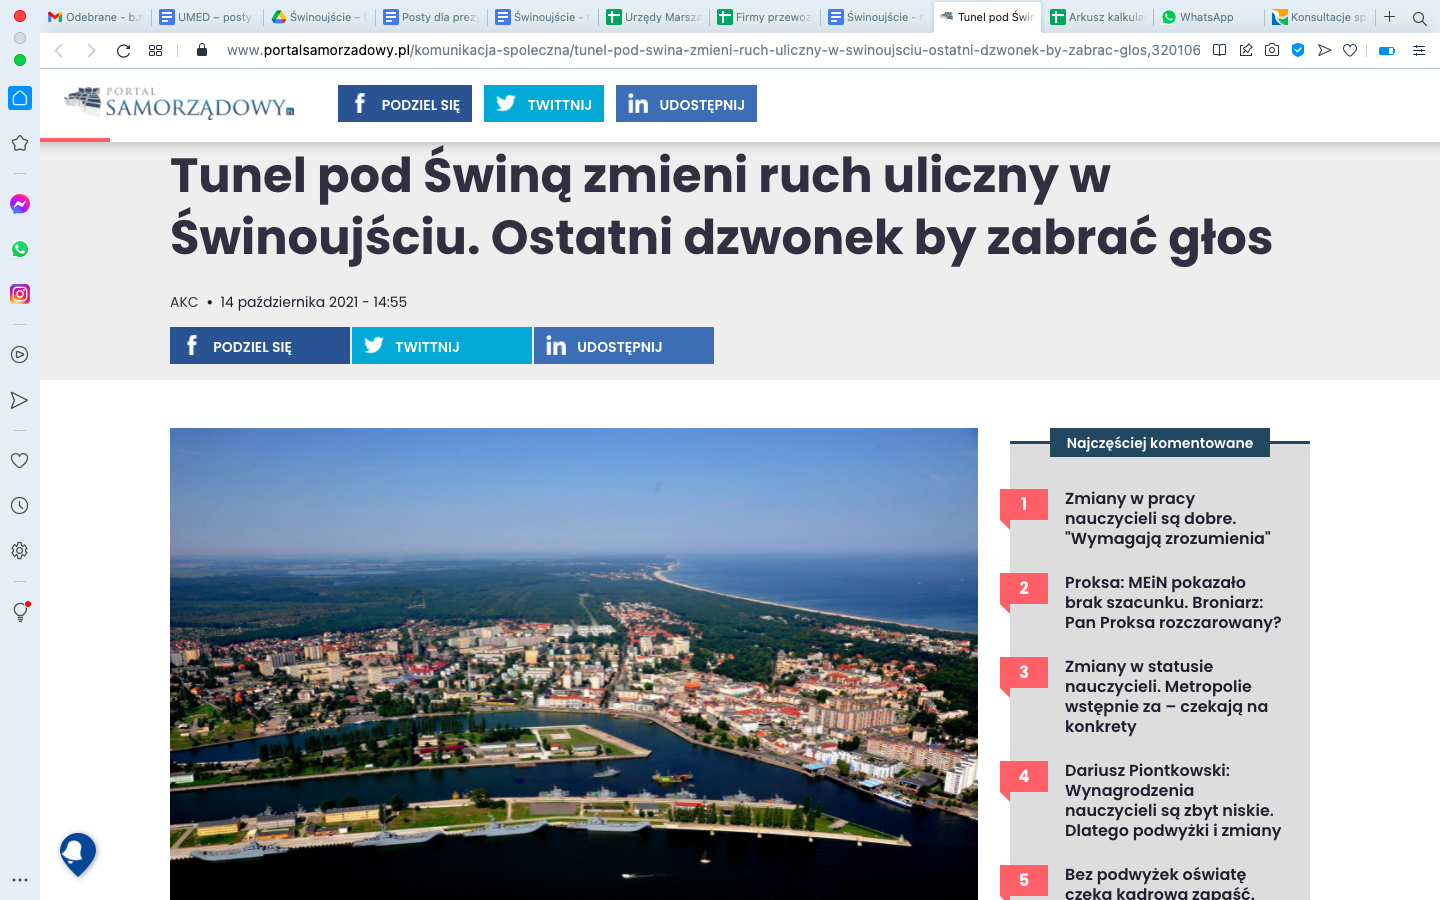 Odebrane - b.r
UMED – posty
Świnoujście –
Posty dla prezy
Świnoujście -
Urzędy Marsza
Firmy przewoz
Świnoujście -
Tunel pod Świn
Arkusz kalkula
WhatsApp
Konsultacje sp
www.portalsamorzadowy.pl/komunikacja-spoleczna/tunel-pod-swina-zmieni-ruch-uliczny-w-swinoujsciu-ostatni-dzwonek-by-zabrac-glos,320106
PORTAL
SAMORZĄDOWY.PL
PODZIEL SIĘ
TWITTNIJ
UDOSTĘPNIJ
Tunel pod Świną zmieni ruch uliczny w
Świnoujściu. Ostatni dzwonek by zabrać głos
AKC • 14 października 2021 - 14:55
PODZIEL SIĘ
TWITTNIJ
UDOSTĘPNIJ
Najczęściej komentowane
1
Zmiany w pracy
nauczycieli są dobre.
"Wymagają zrozumienia"
2
Proksa: MEiN pokazało
brak szacunku. Broniarz:
Pan Proksa rozczarowany?
3
Zmiany w statusie
nauczycieli. Metropolie
wstępnie za – czekają na
konkrety
4
Dariusz Piontkowski:
Wynagrodzenia
nauczycieli są zbyt niskie.
Dlatego podwyżki i zmiany
5
Bez podwyżek oświatę
czeka kadrowa zapaść.